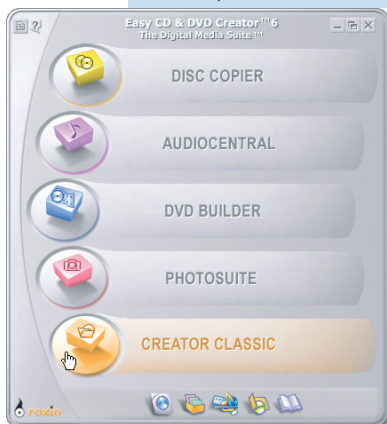 Easy CD & DVD Creator™ 6
The Digital Media Suite™
DISC COPIER
AUDIOCENTRAL
DVD BUILDER
PHOTOSUITE
CREATOR CLASSIC
roxio